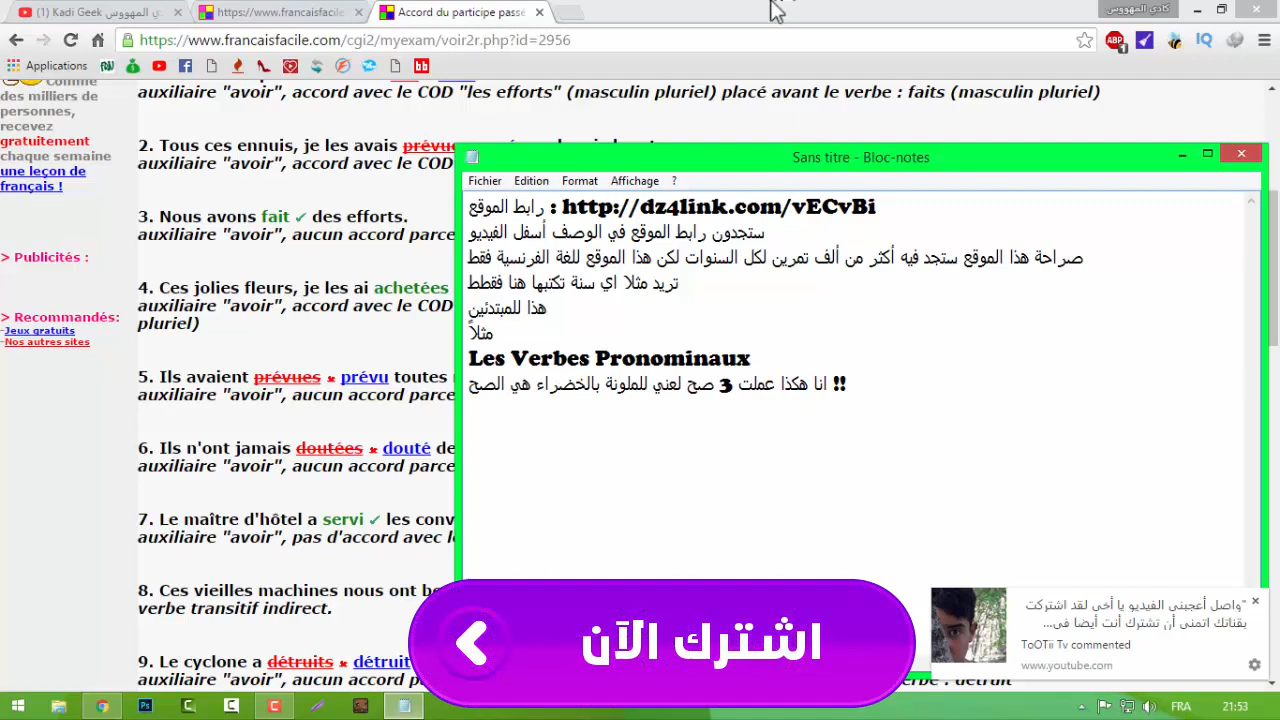 (1) Kadi Geek كادي المهووس
https://www.francaisfacile
Accord du participe passé
كادي المهووس
https://www.francaisfacile.com/cgi2/myexam/voir2r.php?id=2956
ABP
1
IQ
Applications
bb
Comme
des milliers de
personnes,
recevez
gratuitement
chaque semaine
une leçon de
français !
> Publicités :
> Recommandés:
-Jeux gratuits
-Nos autres sites
auxiliaire "avoir", accord avec le COD "les efforts" (masculin pluriel) placé avant le verbe : faits (masculin pluriel)
2. Tous ces ennuis, je les avais
auxiliaire "avoir", accord avec le COD
3. Nous avons fait ✓ des efforts.
auxiliaire "avoir", aucun accord parce
4. Ces jolies fleurs, je les ai achetées
auxiliaire "avoir", accord avec le COD
pluriel)
5. Ils avaient prévues × prévu toutes
auxiliaire "avoir", aucun accord parce
6. Ils n'ont jamais doutées × douté de
auxiliaire "avoir", aucun accord parce
7. Le maître d'hôtel a servi ✓ les conv
auxiliaire "avoir", pas d'accord avec le
8. Ces vieilles machines nous ont
verbe transitif indirect.
9. Le cyclone a détruits × détruit
auxiliaire "avoir", aucun accord parce
Sans titre - Bloc-notes
Fichier Edition Format Affichage ?
رابط الموقع : http://dz4link.com/vECvBi
ستجدون رابط الموقع في الوصف أسفل الفيديو
صراحة هذا الموقع ستجد فيه أكثر من ألف تمرين لكل السنوات لكن هذا الموقع للغة الفرنسية فقط
تريد مثلا اي سنة تكتبها هنا فقطط
هذا للمبتدئين
مثلاً
Les Verbes Pronominaux
انا هكذا عملت 3 صح لعني للملونة بالخضراء هي الصح !!
اشترك الآن
"واصل أعجبني الفيديو يا أخي لقد اشتركت
بقناتك اتمنى أن تشترك أنت أيضا في...
ToOTii Tv commented
www.youtube.com
FRA
21:53